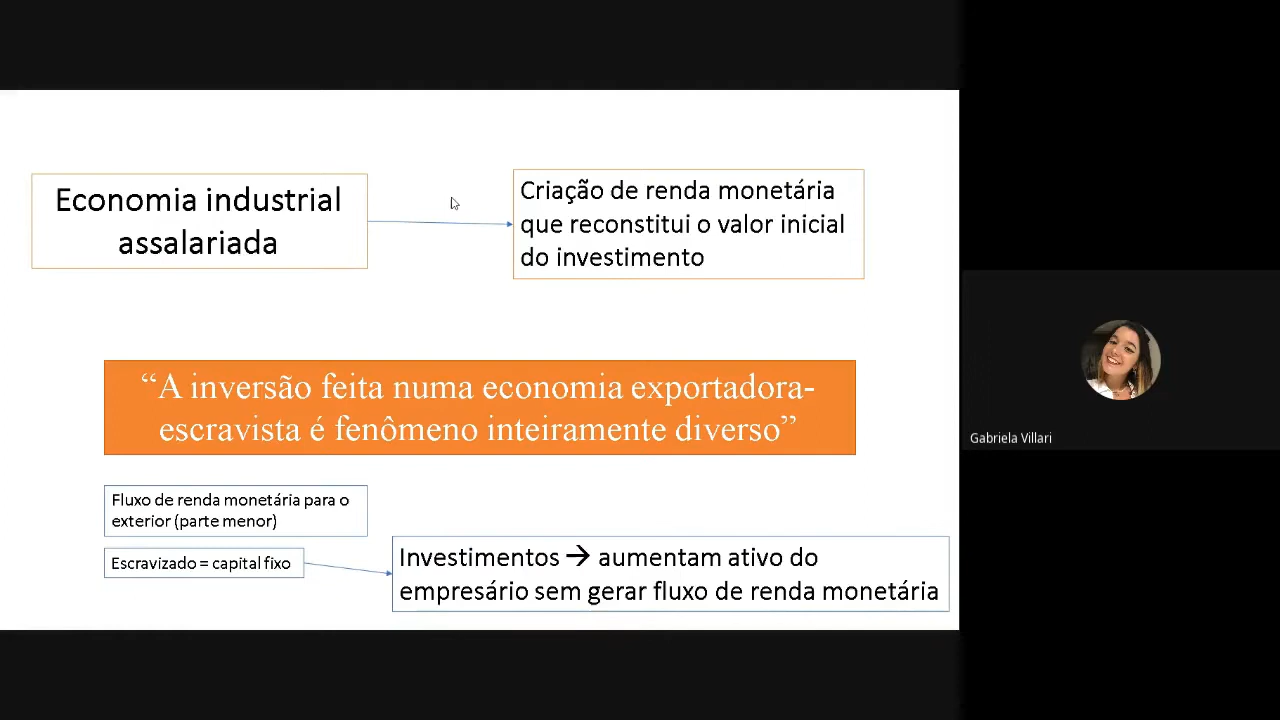 Economia industrial
assalariada
Criação de renda monetária
que reconstitui o valor inicial
do investimento
“A inversão feita numa economia exportadora-
escravista é fenômeno inteiramente diverso”
Fluxo de renda monetária para o
exterior (parte menor)
Escravizado = capital fixo
Investimentos → aumentam ativo do
empresário sem gerar fluxo de renda monetária
Gabriela Villari